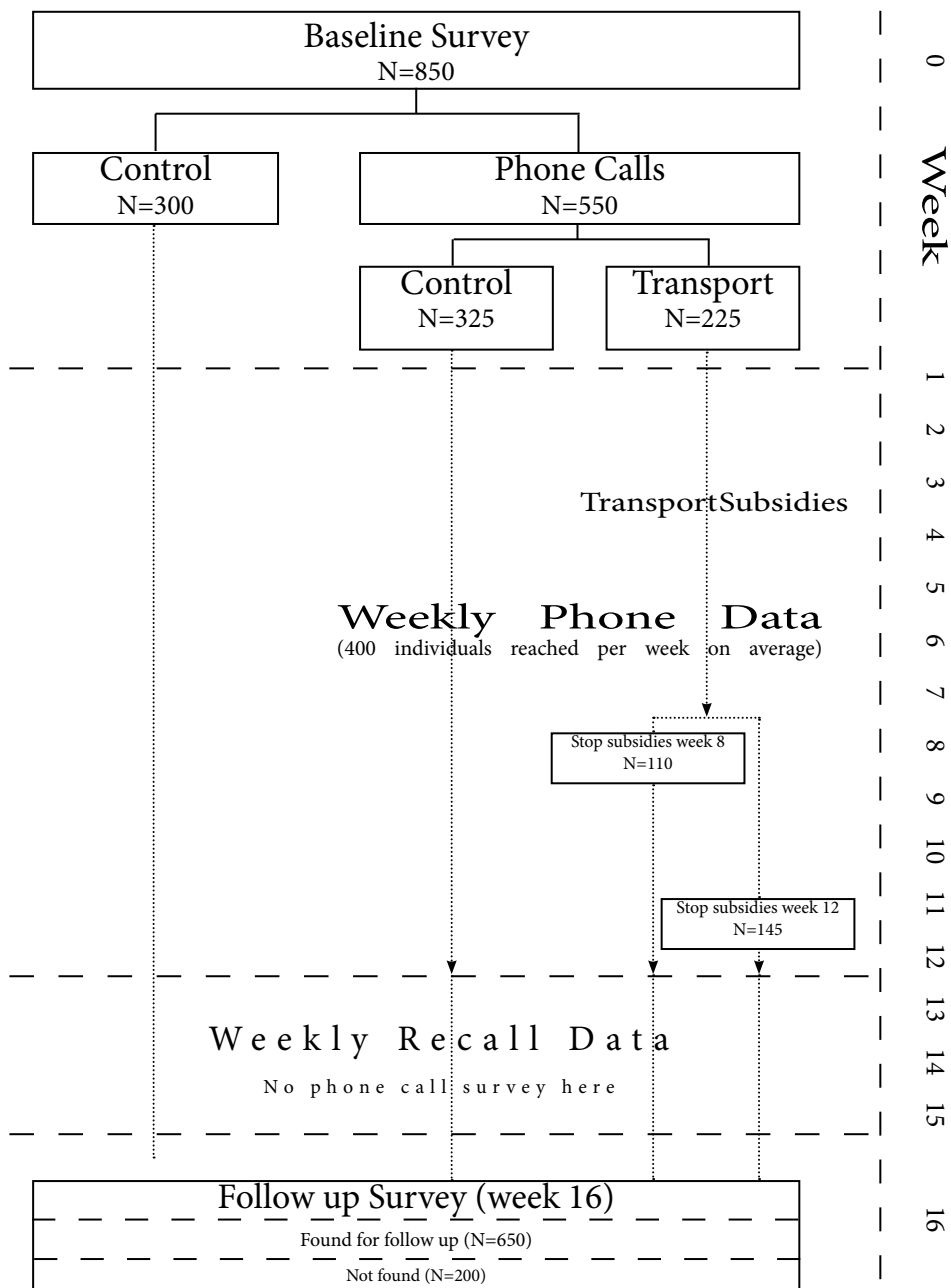 Baseline Survey
N=850
Control
N=300
Phone Calls
N=550
Control
N=325
Transport
N=225
Transport Subsidies
Weekly Phone Data
(400 individuals reached per week on average)
Stop subsidies week 8
N=110
Stop subsidies week 12
N=145
Weekly Recall Data
No phone call survey here
Follow up Survey (week 16)
Found for follow up (N=650)
Not found (N=200)
Week
0
1
2
3
4
5
6
7
8
9
10
11
12
13
14
15
16